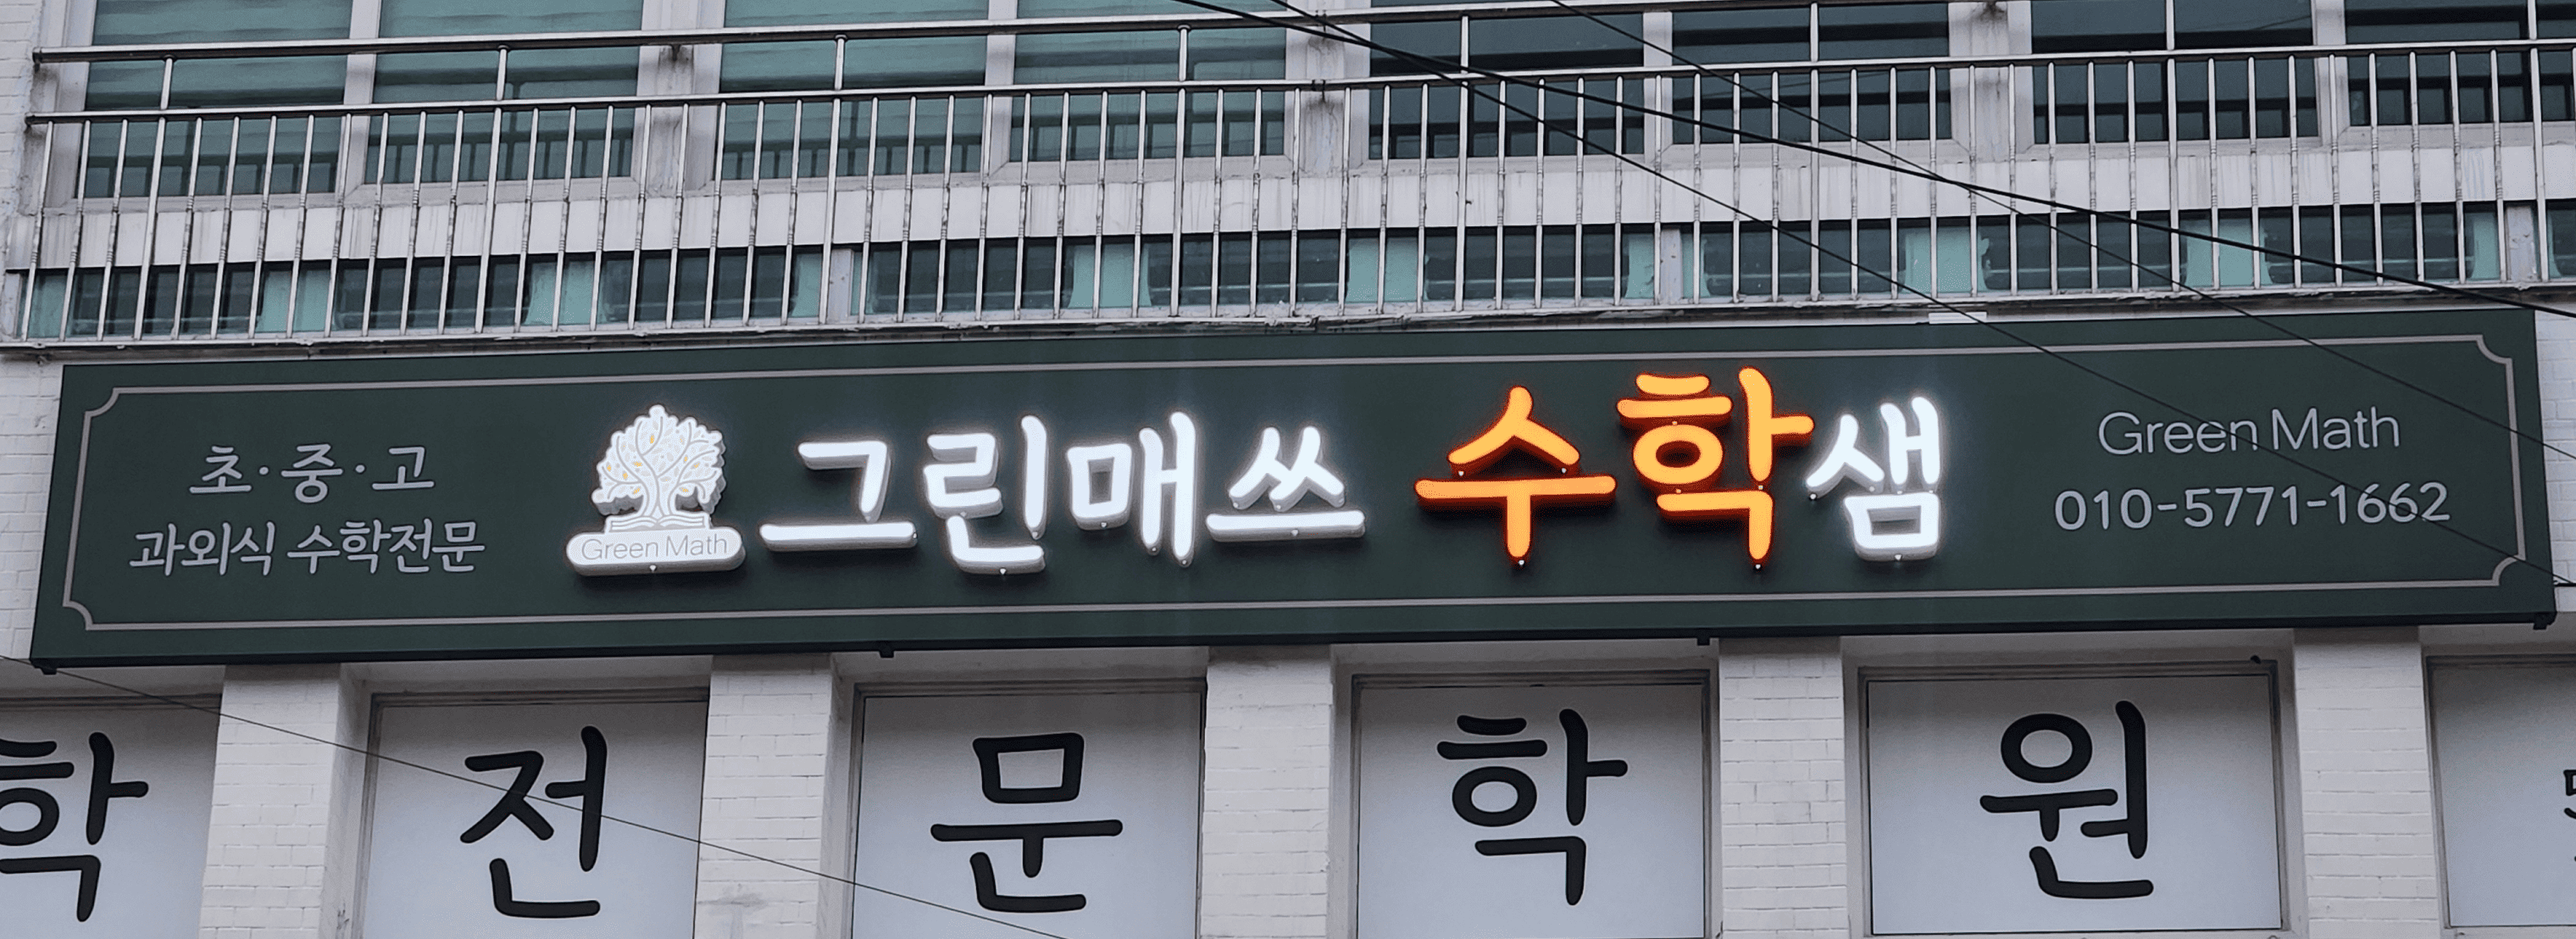 초·중·고
과외식 수학전문
Green Math
그린매쓰 수학샘
Green Math
010-5771-1662
학 전 문 학 원